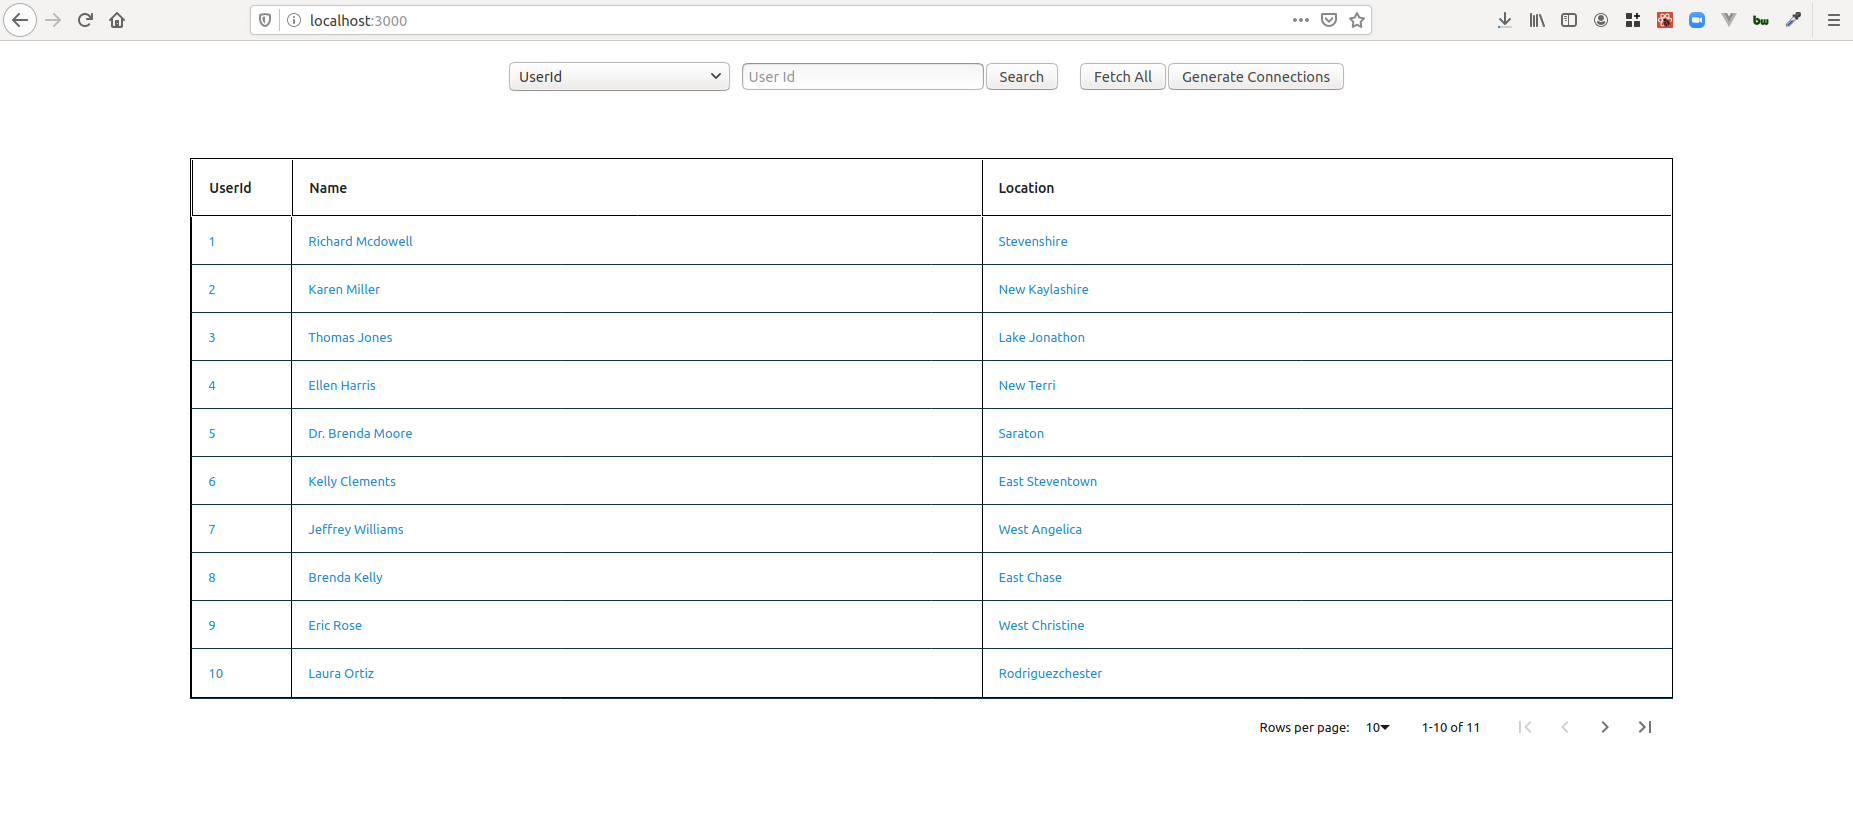 localhost:3000
UserId User Id Search Fetch All Generate Connections
UserId Name Location
1 Richard Mcdowell Stevenshire
2 Karen Miller New Kaylashire
3 Thomas Jones Lake Jonathon
4 Ellen Harris New Terri
5 Dr. Brenda Moore Saraton
6 Kelly Clements East Steventown
7 Jeffrey Williams West Angelica
8 Brenda Kelly East Chase
9 Eric Rose West Christine
10 Laura Ortiz Rodriguezchester
Rows per page: 10 1-10 of 11